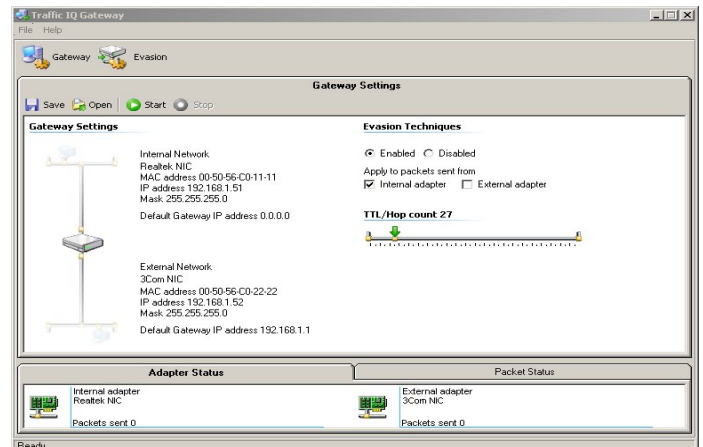 Traffic IQ Gateway
File Help
Gateway Evasion
Gateway Settings
Save Open Start Stop
Gateway Settings
Internal Network
Realtek NIC
MAC address 00-50-56-C0-11-11
IP address 192.168.1.51
Mask 255.255.255.0
Default Gateway IP address 0.0.0.0
External Network
3Com NIC
MAC address 00-50-56-C0-22-22
IP address 192.168.1.52
Mask 255.255.255.0
Default Gateway IP address 192.168.1.1
Evasion Techniques
Enabled Disabled
Apply to packets sent from
Internal adapter External adapter
TTL/Hop count 27
Adapter Status Packet Status
Internal adapter
Realtek NIC
Packets sent 0
External adapter
3Com NIC
Packets sent 0
Ready